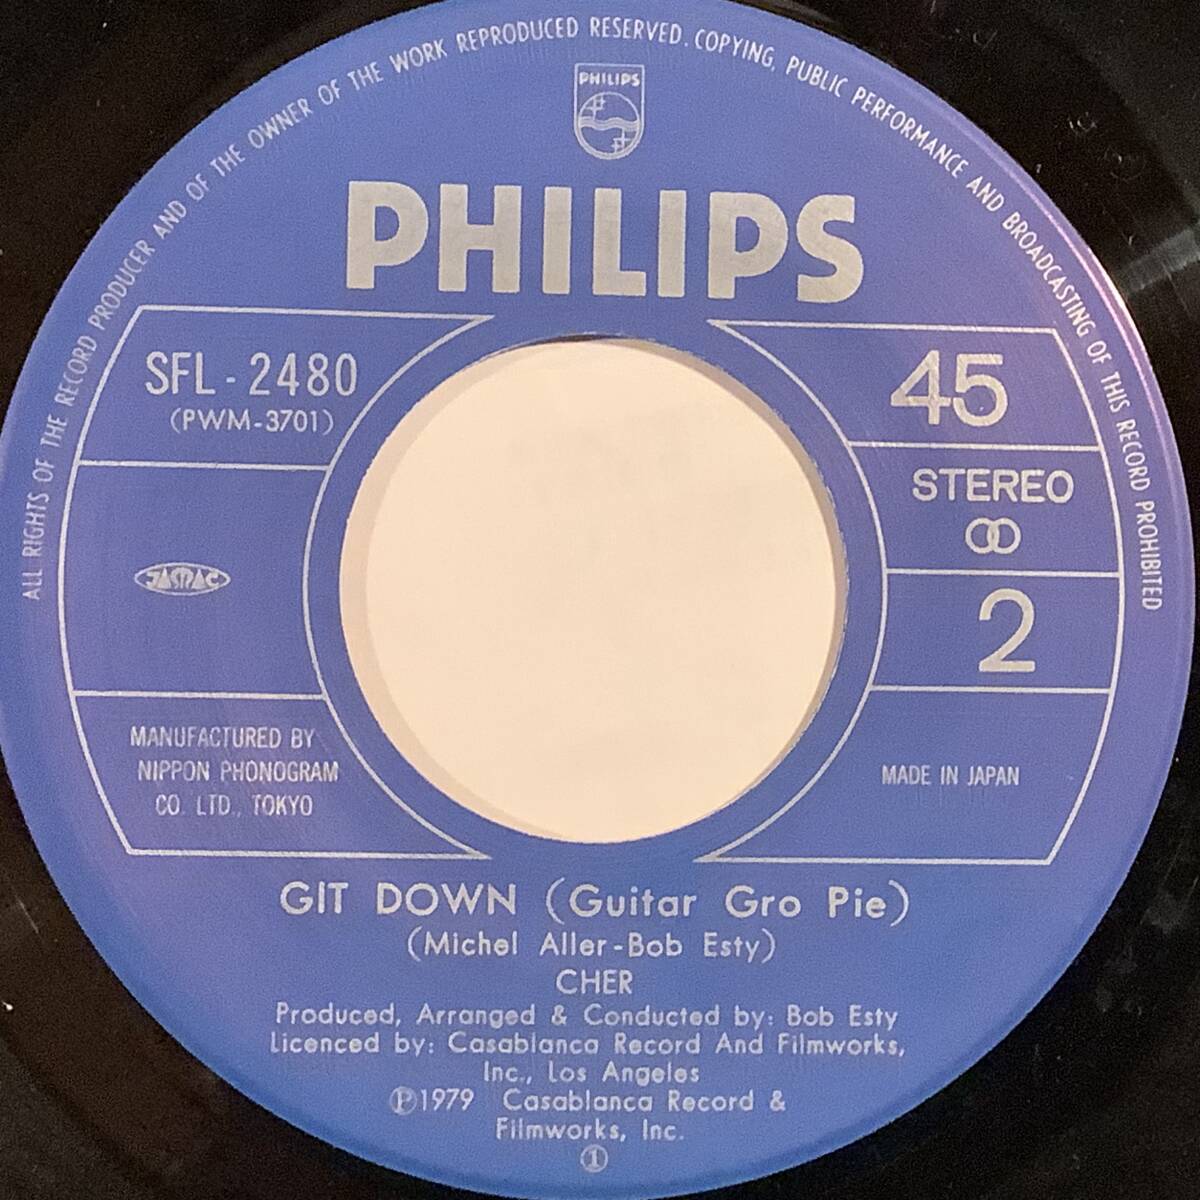 ALL RIGHTS OF THE RECORD PRODUCER AND OF THE OWNER OF THE WORK REPRODUCED RESERVED. COPYING, PUBLIC PERFORMANCE AND BROADCASTING OF THIS RECORD PROHIBITED
PHILIPS
PHILIPS
SFL-2480
(PWM-3701)
45
STEREO
JASRAC
2
MANUFACTURED BY
NIPPON PHONOGRAM
CO. LTD., TOKYO
MADE IN JAPAN
GIT DOWN (Guitar Gro Pie)
(Michel Aller-Bob Esty)
CHER
Produced, Arranged & Conducted by: Bob Esty
Licenced by: Casablanca Record And Filmworks,
Inc., Los Angeles
Ⓟ1979 Casablanca Record &
Filmworks, Inc.
①